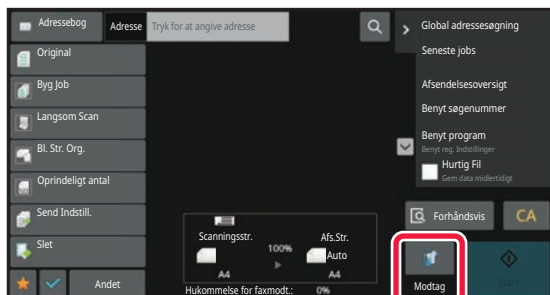 Adressebog
Adresse
Tryk for at angive adresse
Original
Byg Job
Langsom Scan
Bl. Str. Org.
Oprindeligt antal
Send Indstill.
Slet
Andet
Scanningsstr.
100%
Afs.Str.
Auto
A4
A4
Hukommelse for faxmodt.: 0%
Global adressesøgning
Seneste jobs
Afsendelsesoversigt
Benyt søgenummer
Benyt program
Benyt reg. Indstillinger
Hurtig Fil
Gem data midlertidigt
Forhåndsvis
CA
Modtag
Start